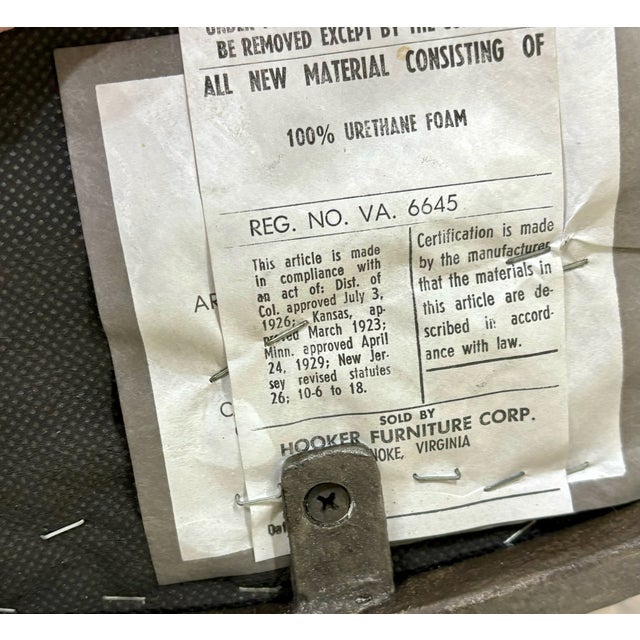 BE REMOVED EXCEPT BY THE
ALL NEW MATERIAL CONSISTING OF
100% URETHANE FOAM
REG. NO. VA. 6645
This article is made
in compliance with
an act of: Dist. of
Col. approved July 3,
1926; Kansas, ap-
proved March 1923;
Minn. approved April
24, 1929; New Jer-
sey revised statutes
26; 10-6 to 18.
Certification is made
by the manufacturer
that the materials in
this article are de-
scribed in accord-
ance with law.
SOLD BY
HOOKER FURNITURE CORP.
NOKE, VIRGINIA
AR